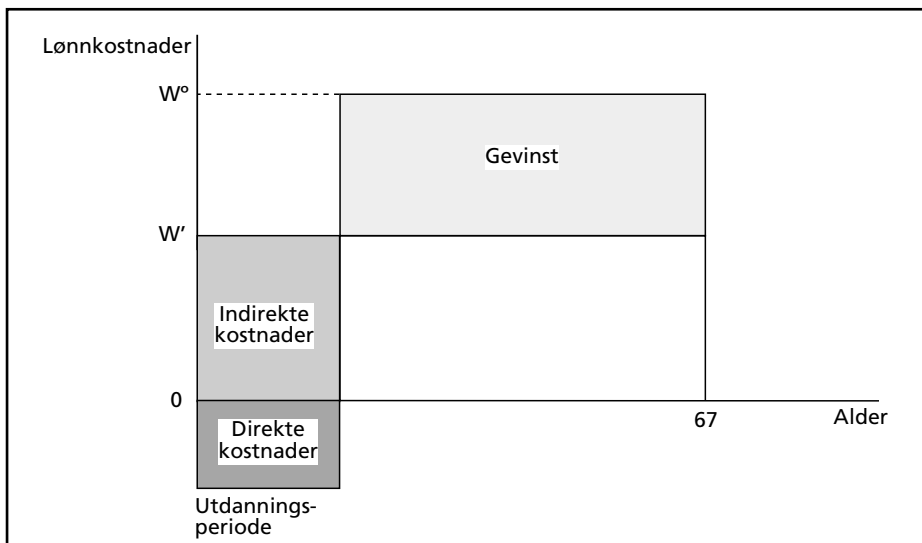 Lønnkostnader
Wº
Gevinst
W'
Indirekte
kostnader
0
67
Alder
Direkte
kostnader
Utdannings-
periode